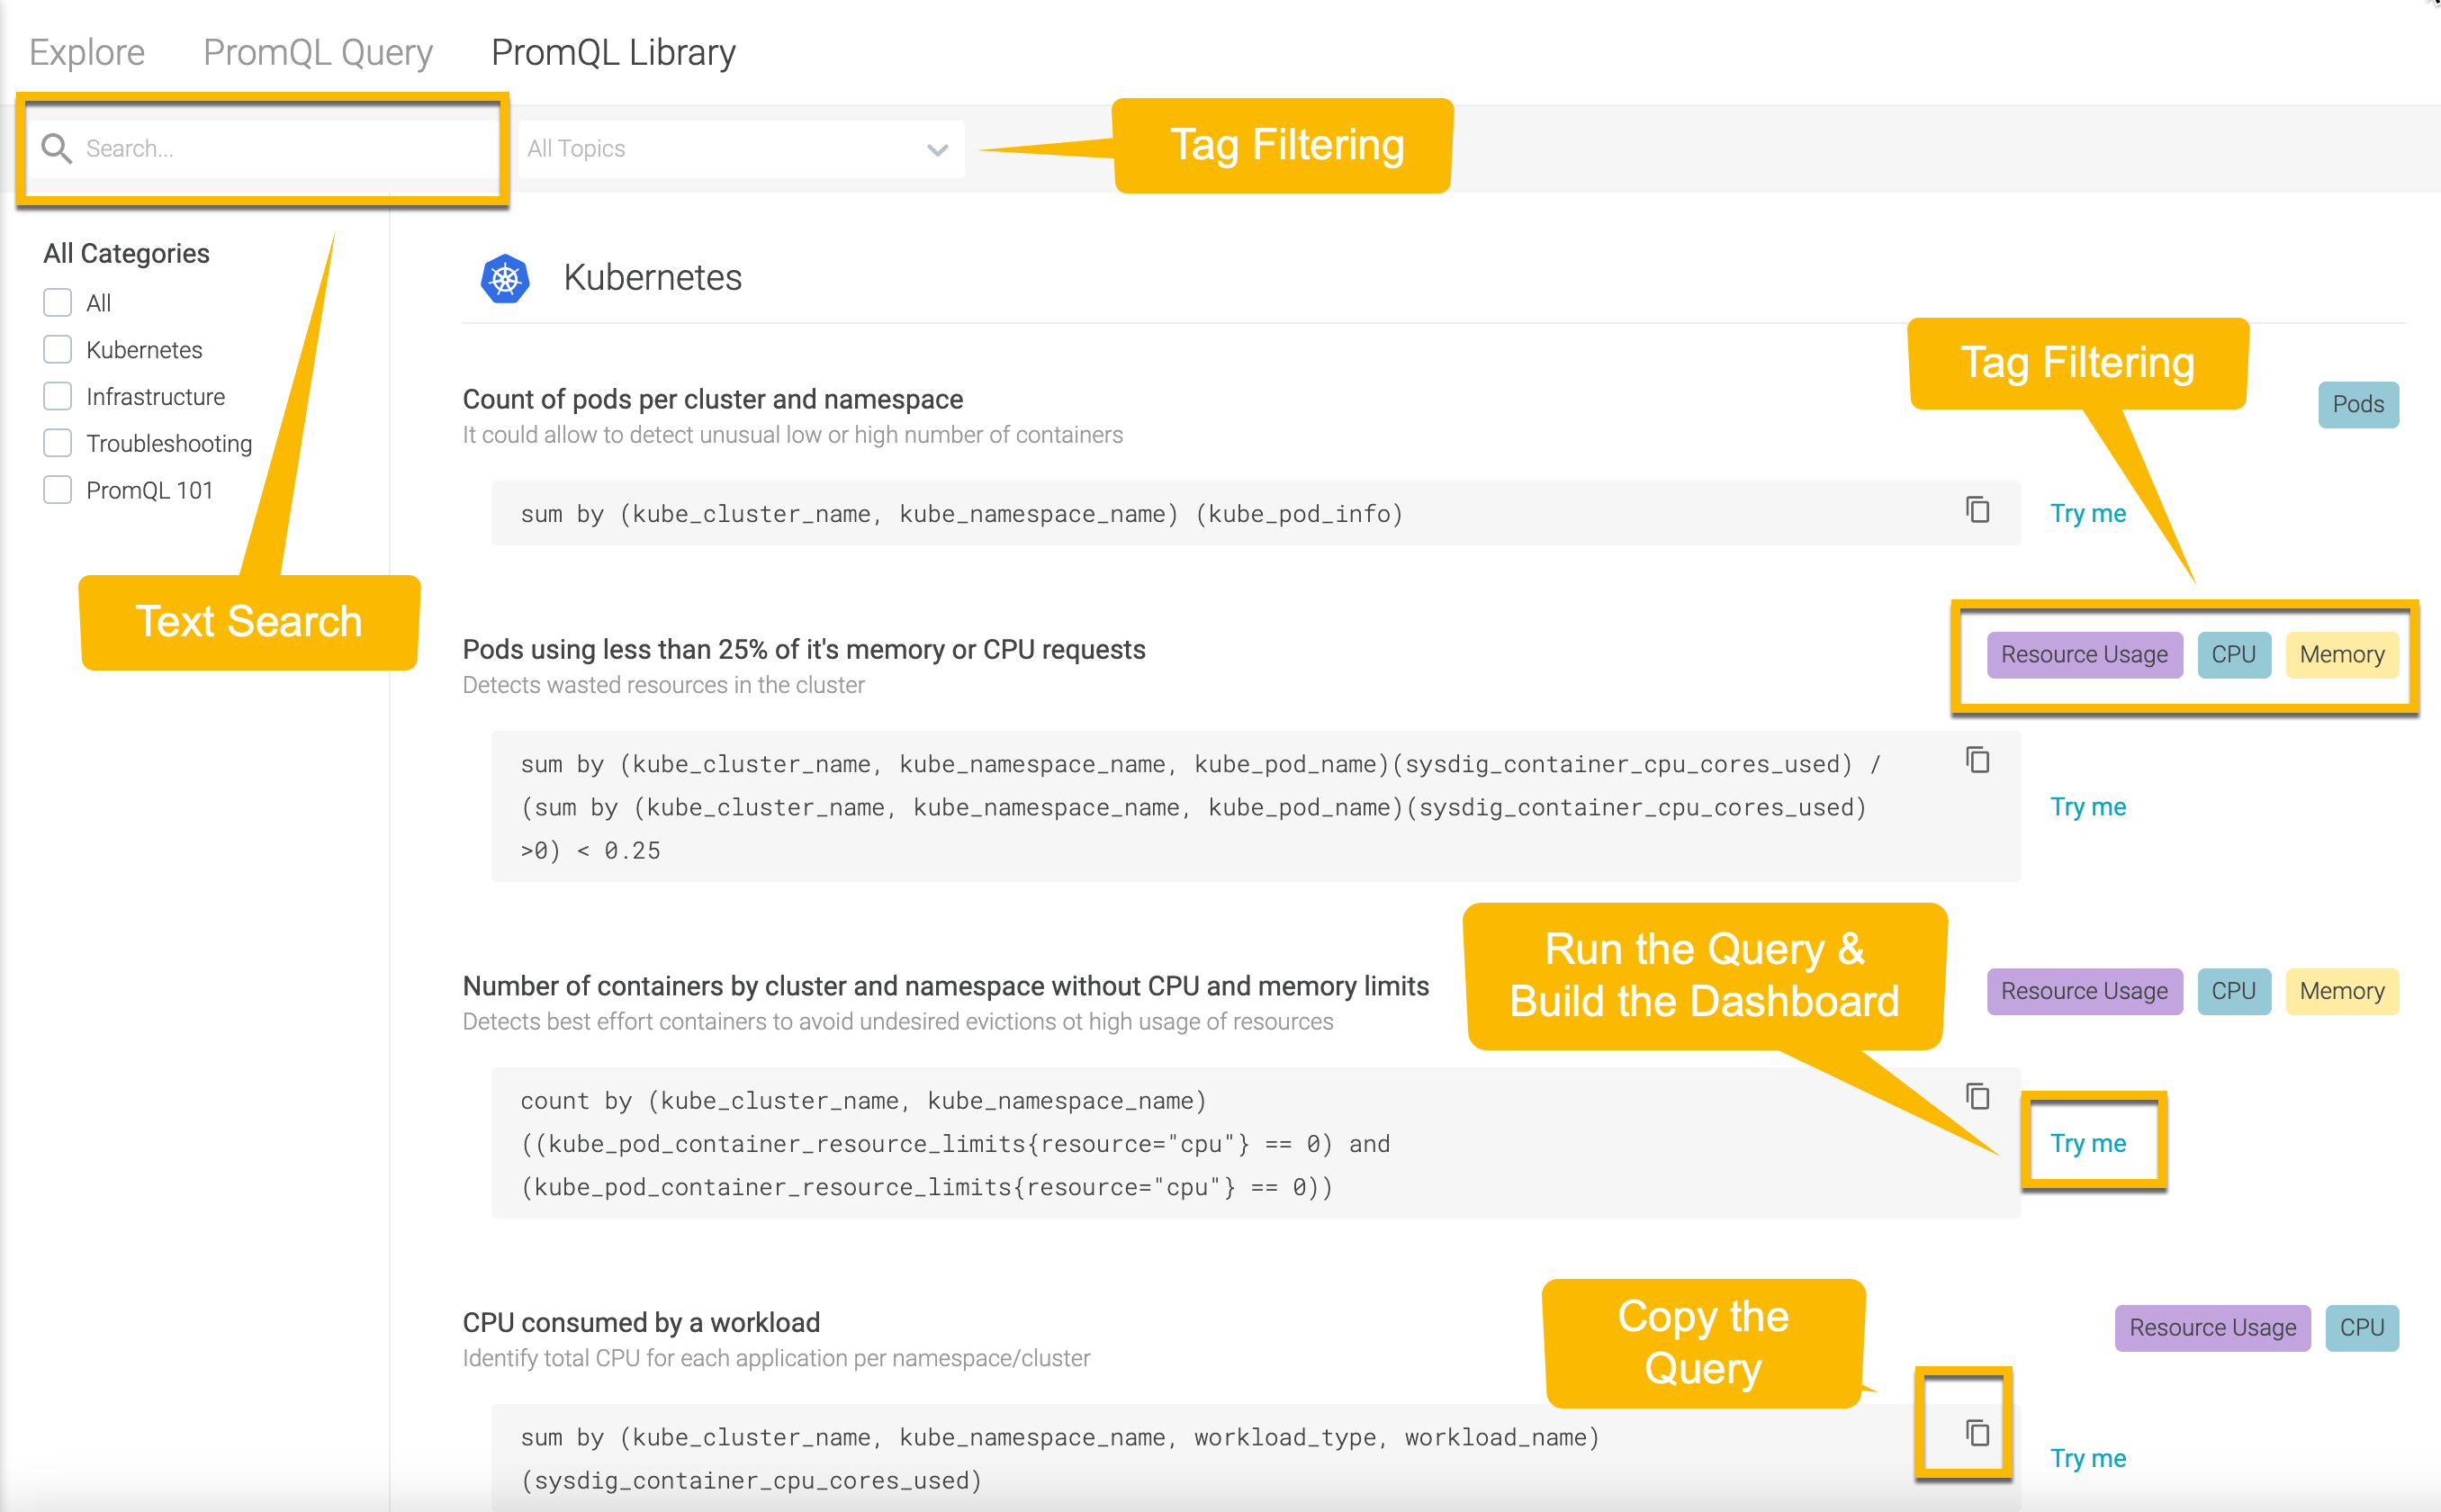 Explore PromQL Query PromQL Library
Search...
All Topics
Tag Filtering
All Categories
All
Kubernetes
Infrastructure
Troubleshooting
PromQL 101
Text Search
Kubernetes
Tag Filtering
Count of pods per cluster and namespace
Pods
It could allow to detect unusual low or high number of containers
sum by (kube_cluster_name, kube_namespace_name) (kube_pod_info)
Try me
Pods using less than 25% of it's memory or CPU requests
Resource Usage CPU Memory
Detects wasted resources in the cluster
sum by (kube_cluster_name, kube_namespace_name, kube_pod_name)(sysdig_container_cpu_cores_used) /
(sum by (kube_cluster_name, kube_namespace_name, kube_pod_name)(sysdig_container_cpu_cores_used)
>0) < 0.25
Try me
Run the Query &
Build the Dashboard
Number of containers by cluster and namespace without CPU and memory limits
Resource Usage CPU Memory
Detects best effort containers to avoid undesired evictions ot high usage of resources
count by (kube_cluster_name, kube_namespace_name)
((kube_pod_container_resource_limits{resource="cpu"} == 0) and
(kube_pod_container_resource_limits{resource="cpu"} == 0))
Try me
Copy the
Query
CPU consumed by a workload
Resource Usage CPU
Identify total CPU for each application per namespace/cluster
sum by (kube_cluster_name, kube_namespace_name, workload_type, workload_name)
(sysdig_container_cpu_cores_used)
Try me